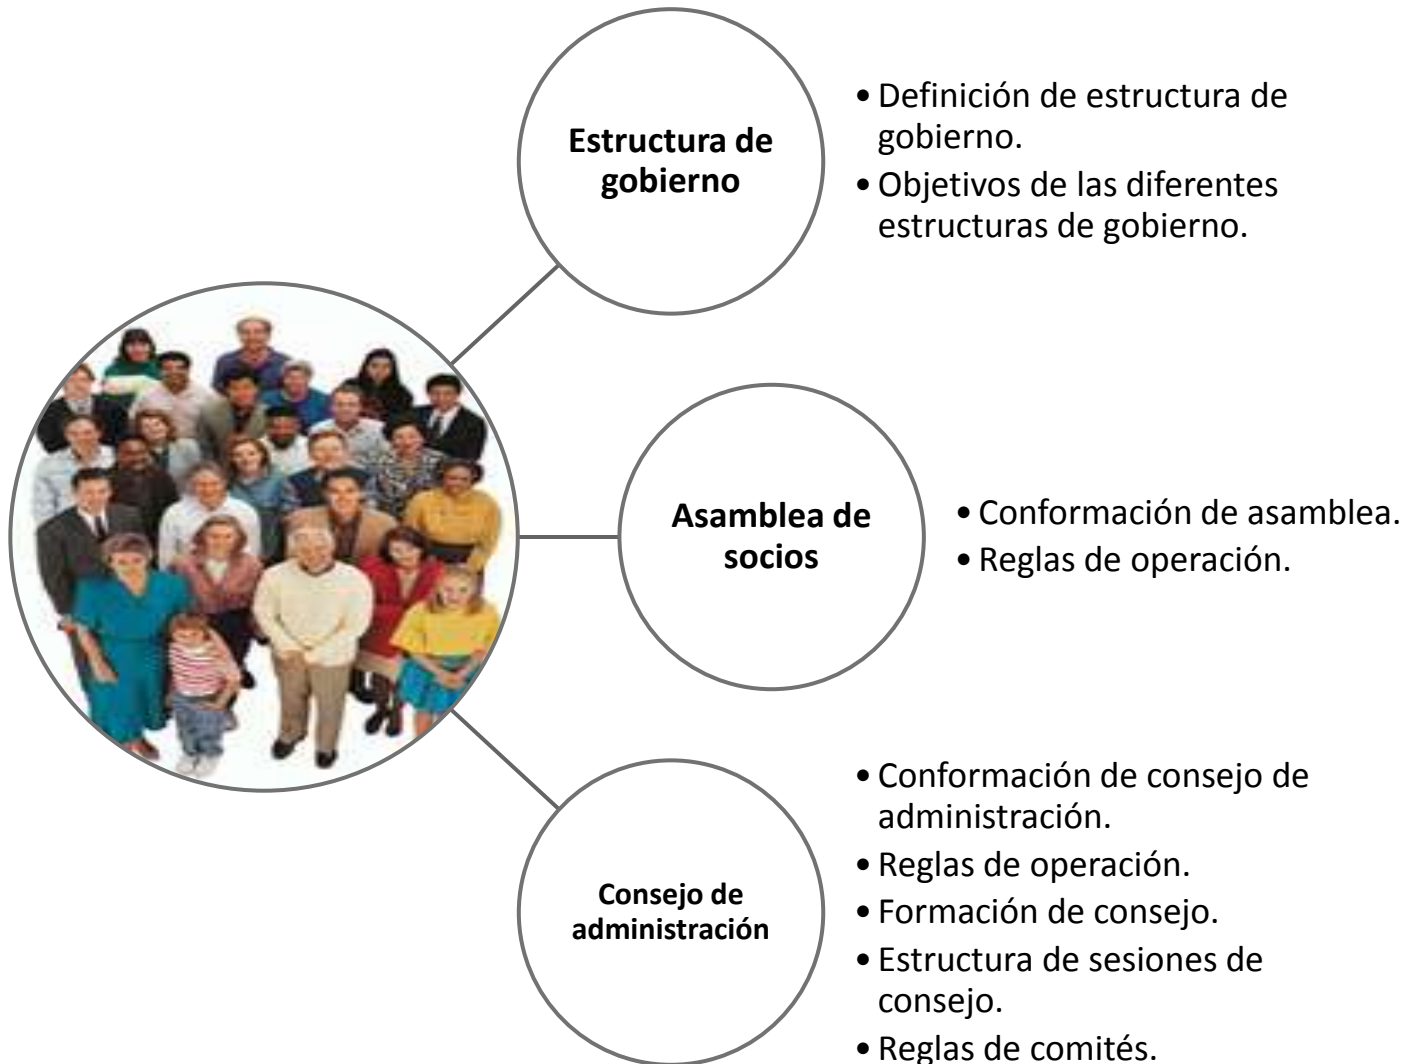 Estructura de
gobierno
• Definición de estructura de
gobierno.
• Objetivos de las diferentes
estructuras de gobierno.
Asamblea de
socios
• Conformación de asamblea.
• Reglas de operación.
Consejo de
administración
• Conformación de consejo de
administración.
• Reglas de operación.
• Formación de consejo.
• Estructura de sesiones de
consejo.
• Reglas de comités.